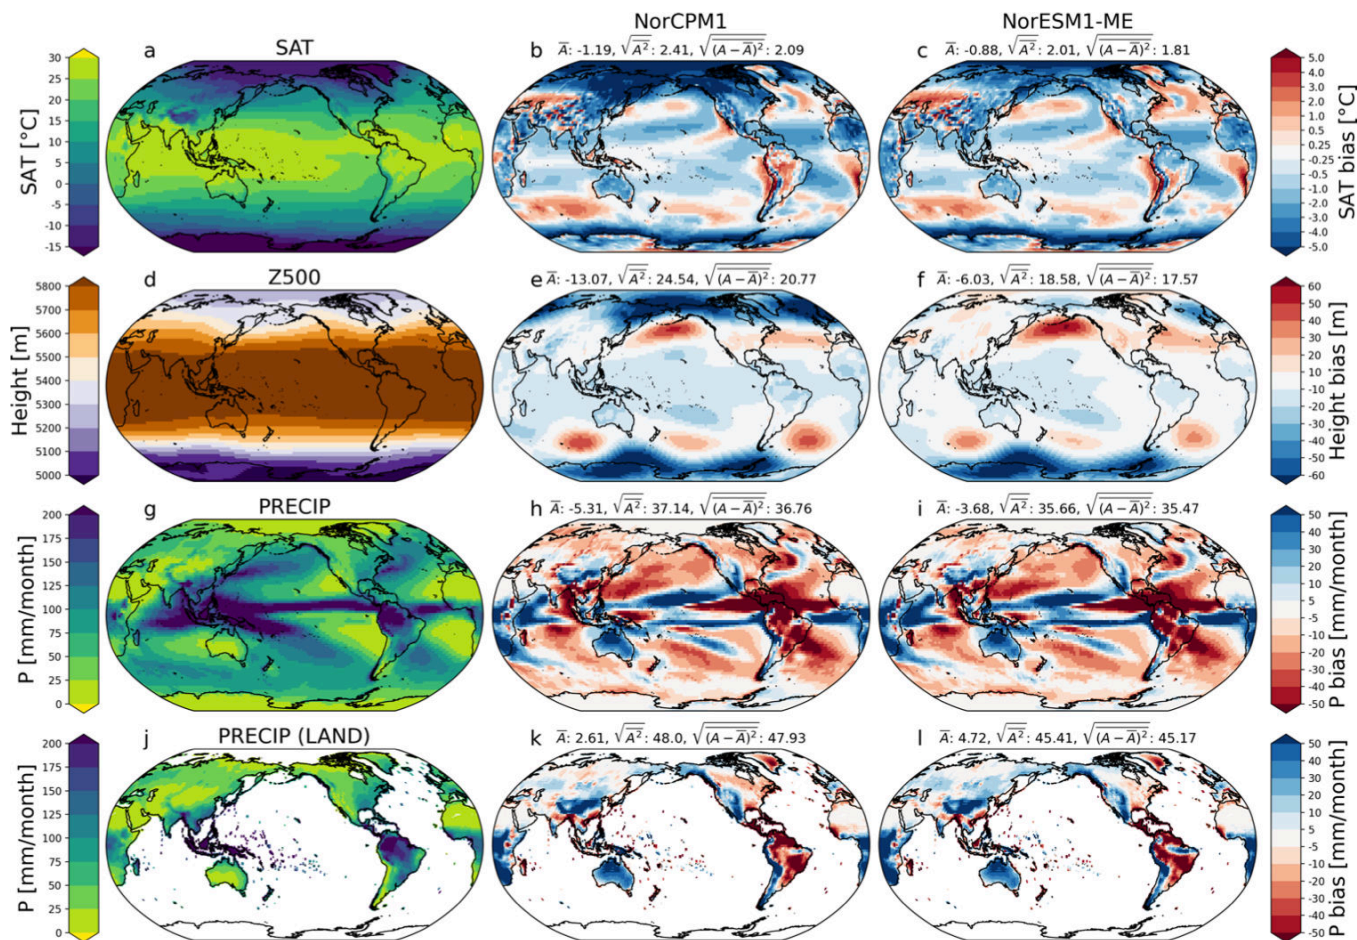 NorCPM1
NorESM1-ME
a
SAT
b
A̅: -1.19, √A̅²̅: 2.41, √(A − A̅)²: 2.09
c
A̅: -0.88, √A̅²̅: 2.01, √(A − A̅)²: 1.81
SAT [°C]
30
25
20
15
10
5
0
-5
-10
-15
SAT bias [°C]
5.0
4.0
3.0
2.0
1.0
0.5
0.25
-0.25
-0.5
-1.0
-2.0
-3.0
-4.0
-5.0
d
Z500
e
A̅: -13.07, √A̅²̅: 24.54, √(A − A̅)²: 20.77
f
A̅: -6.03, √A̅²̅: 18.58, √(A − A̅)²: 17.57
Height [m]
5800
5700
5600
5500
5400
5300
5200
5100
5000
Height bias [m]
60
50
40
30
20
10
-10
-20
-30
-40
-50
-60
g
PRECIP
h
A̅: -5.31, √A̅²̅: 37.14, √(A − A̅)²: 36.76
i
A̅: -3.68, √A̅²̅: 35.66, √(A − A̅)²: 35.47
P [mm/month]
200
175
150
125
100
75
50
25
0
P bias [mm/month]
50
40
30
20
10
5
-5
-10
-20
-30
-40
-50
j
PRECIP (LAND)
k
A̅: 2.61, √A̅²̅: 48.0, √(A − A̅)²: 47.93
l
A̅: 4.72, √A̅²̅: 45.41, √(A − A̅)²: 45.17
P [mm/month]
200
175
150
125
100
75
50
25
0
P bias [mm/month]
50
40
30
20
10
5
-5
-10
-20
-30
-40
-50